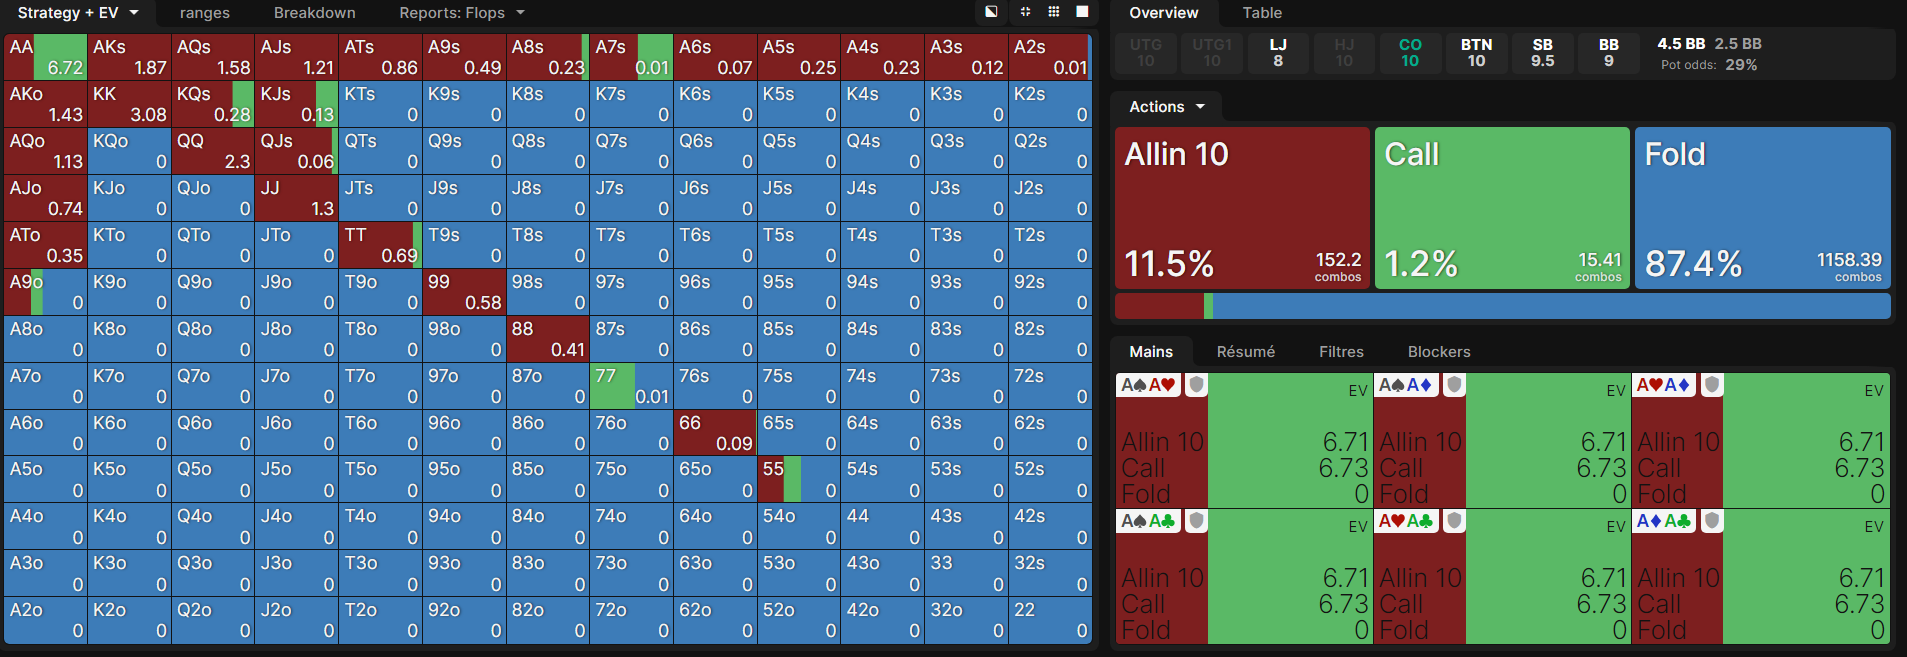 Strategy + EV ranges Breakdown Reports: Flops
AA AKs AQs AJs ATs A9s A8s A7s A6s A5s A4s A3s A2s
6.72 1.87 1.58 1.21 0.86 0.49 0.23 0.01 0.07 0.25 0.23 0.12 0.01
AKo KK KQs KJs KTs K9s K8s K7s K6s K5s K4s K3s K2s
1.43 3.08 0.28 0.13 0 0 0 0 0 0 0 0 0
AQo KQo QQ QJs QTs Q9s Q8s Q7s Q6s Q5s Q4s Q3s Q2s
1.13 0 2.3 0.06 0 0 0 0 0 0 0 0 0
AJo KJo QJo JJ JTs J9s J8s J7s J6s J5s J4s J3s J2s
0.74 0 0 1.3 0 0 0 0 0 0 0 0 0
ATo KTo QTo JTo TT T9s T8s T7s T6s T5s T4s T3s T2s
0.35 0 0 0 0.69 0 0 0 0 0 0 0 0
A9o K9o Q9o J9o T9o 99 98s 97s 96s 95s 94s 93s 92s
0 0 0 0 0 0.58 0 0 0 0 0 0 0
A8o K8o Q8o J8o T8o 98o 88 87s 86s 85s 84s 83s 82s
0 0 0 0 0 0 0.41 0 0 0 0 0 0
A7o K7o Q7o J7o T7o 97o 87o 77 76s 75s 74s 73s 72s
0 0 0 0 0 0 0 0.01 0 0 0 0 0
A6o K6o Q6o J6o T6o 96o 86o 76o 66 65s 64s 63s 62s
0 0 0 0 0 0 0 0 0.09 0 0 0 0
A5o K5o Q5o J5o T5o 95o 85o 75o 65o 55 54s 53s 52s
0 0 0 0 0 0 0 0 0 0 0 0 0
A4o K4o Q4o J4o T4o 94o 84o 74o 64o 54o 44 43s 42s
0 0 0 0 0 0 0 0 0 0 0 0 0
A3o K3o Q3o J3o T3o 93o 83o 73o 63o 53o 43o 33 32s
0 0 0 0 0 0 0 0 0 0 0 0 0
A2o K2o Q2o J2o T2o 92o 82o 72o 62o 52o 42o 32o 22
0 0 0 0 0 0 0 0 0 0 0 0 0
Overview Table
UTG UTG1 LJ HJ CO BTN SB BB 4.5 BB 2.5 BB
10 10 8 10 10 10 9.5 9 Pot odds: 29%
Actions
Allin 10 Call Fold
11.5% 152.2 combos 1.2% 15.41 combos 87.4% 1158.39 combos
Mains Résumé Filtres Blockers
A♠A♥ EV A♠A♦ EV A♥A♦ EV
Allin 10 6.71 Allin 10 6.71 Allin 10 6.71
Call 6.73 Call 6.73 Call 6.73
Fold 0 Fold 0 Fold 0
A♠A♣ EV A♥A♣ EV A♦A♣ EV
Allin 10 6.71 Allin 10 6.71 Allin 10 6.71
Call 6.73 Call 6.73 Call 6.73
Fold 0 Fold 0 Fold 0